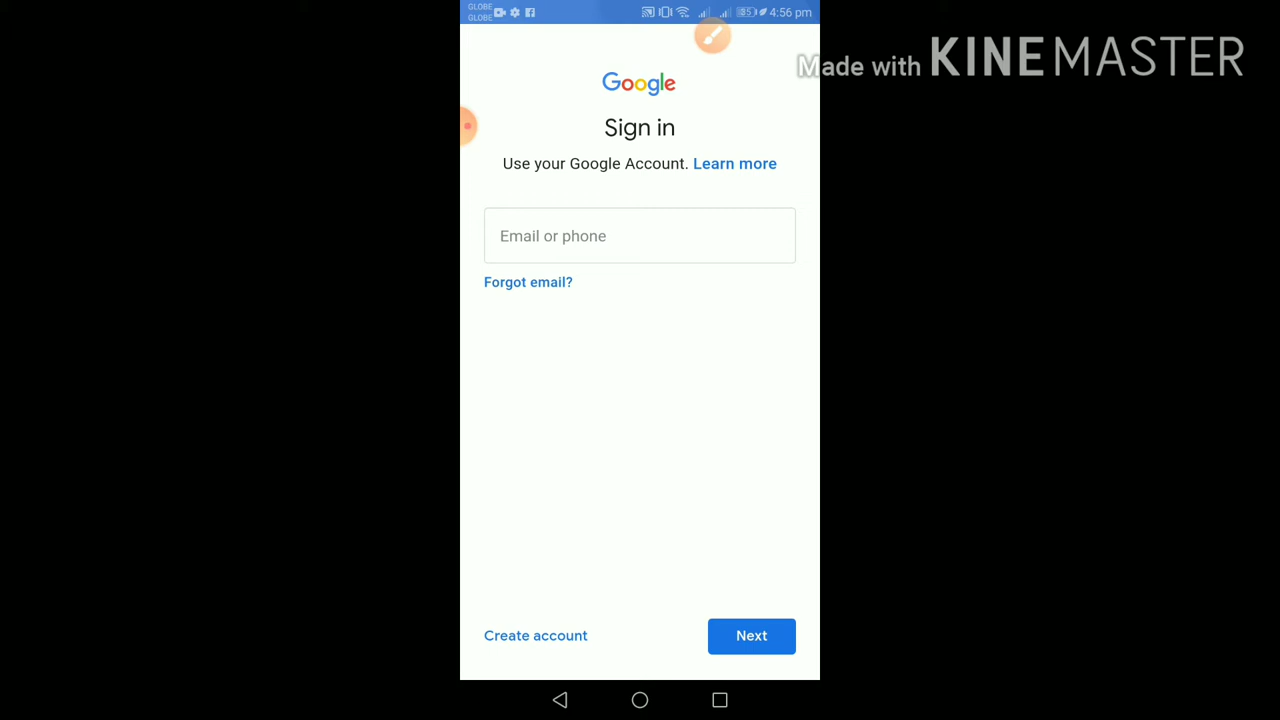 GLOBE
GLOBE
85
4:56 pm
Made with KINEMASTER
Google
Sign in
Use your Google Account. Learn more
Email or phone
Forgot email?
Create account
Next